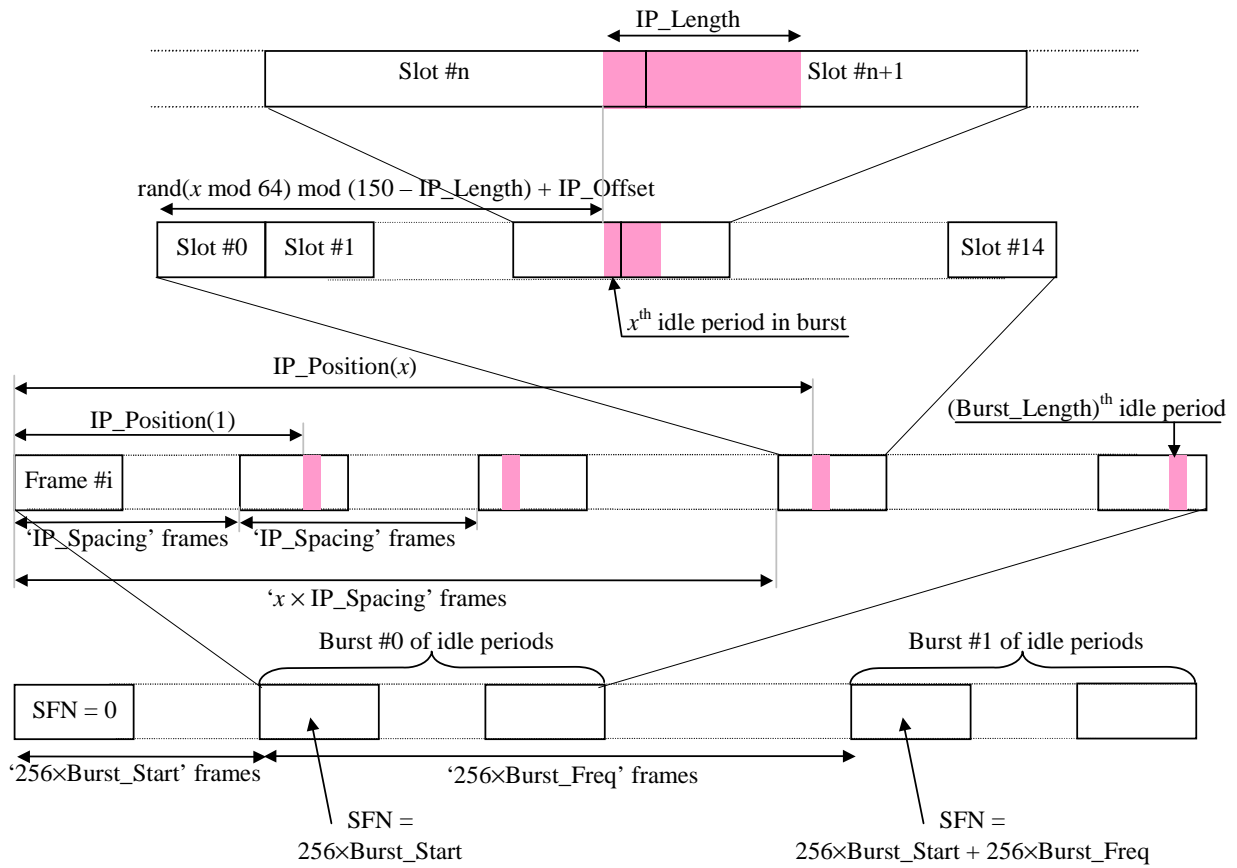 IP_Length
Slot #n
Slot #n+1
rand(x mod 64) mod (150 – IP_Length) + IP_Offset
Slot #0
Slot #1
Slot #14
xth idle period in burst
IP_Position(x)
IP_Position(1)
(Burst_Length)th idle period
Frame #i
‘IP_Spacing’ frames
‘IP_Spacing’ frames
‘x × IP_Spacing’ frames
Burst #0 of idle periods
Burst #1 of idle periods
SFN = 0
‘256×Burst_Start’ frames
‘256×Burst_Freq’ frames
SFN =
256×Burst_Start
SFN =
256×Burst_Start + 256×Burst_Freq